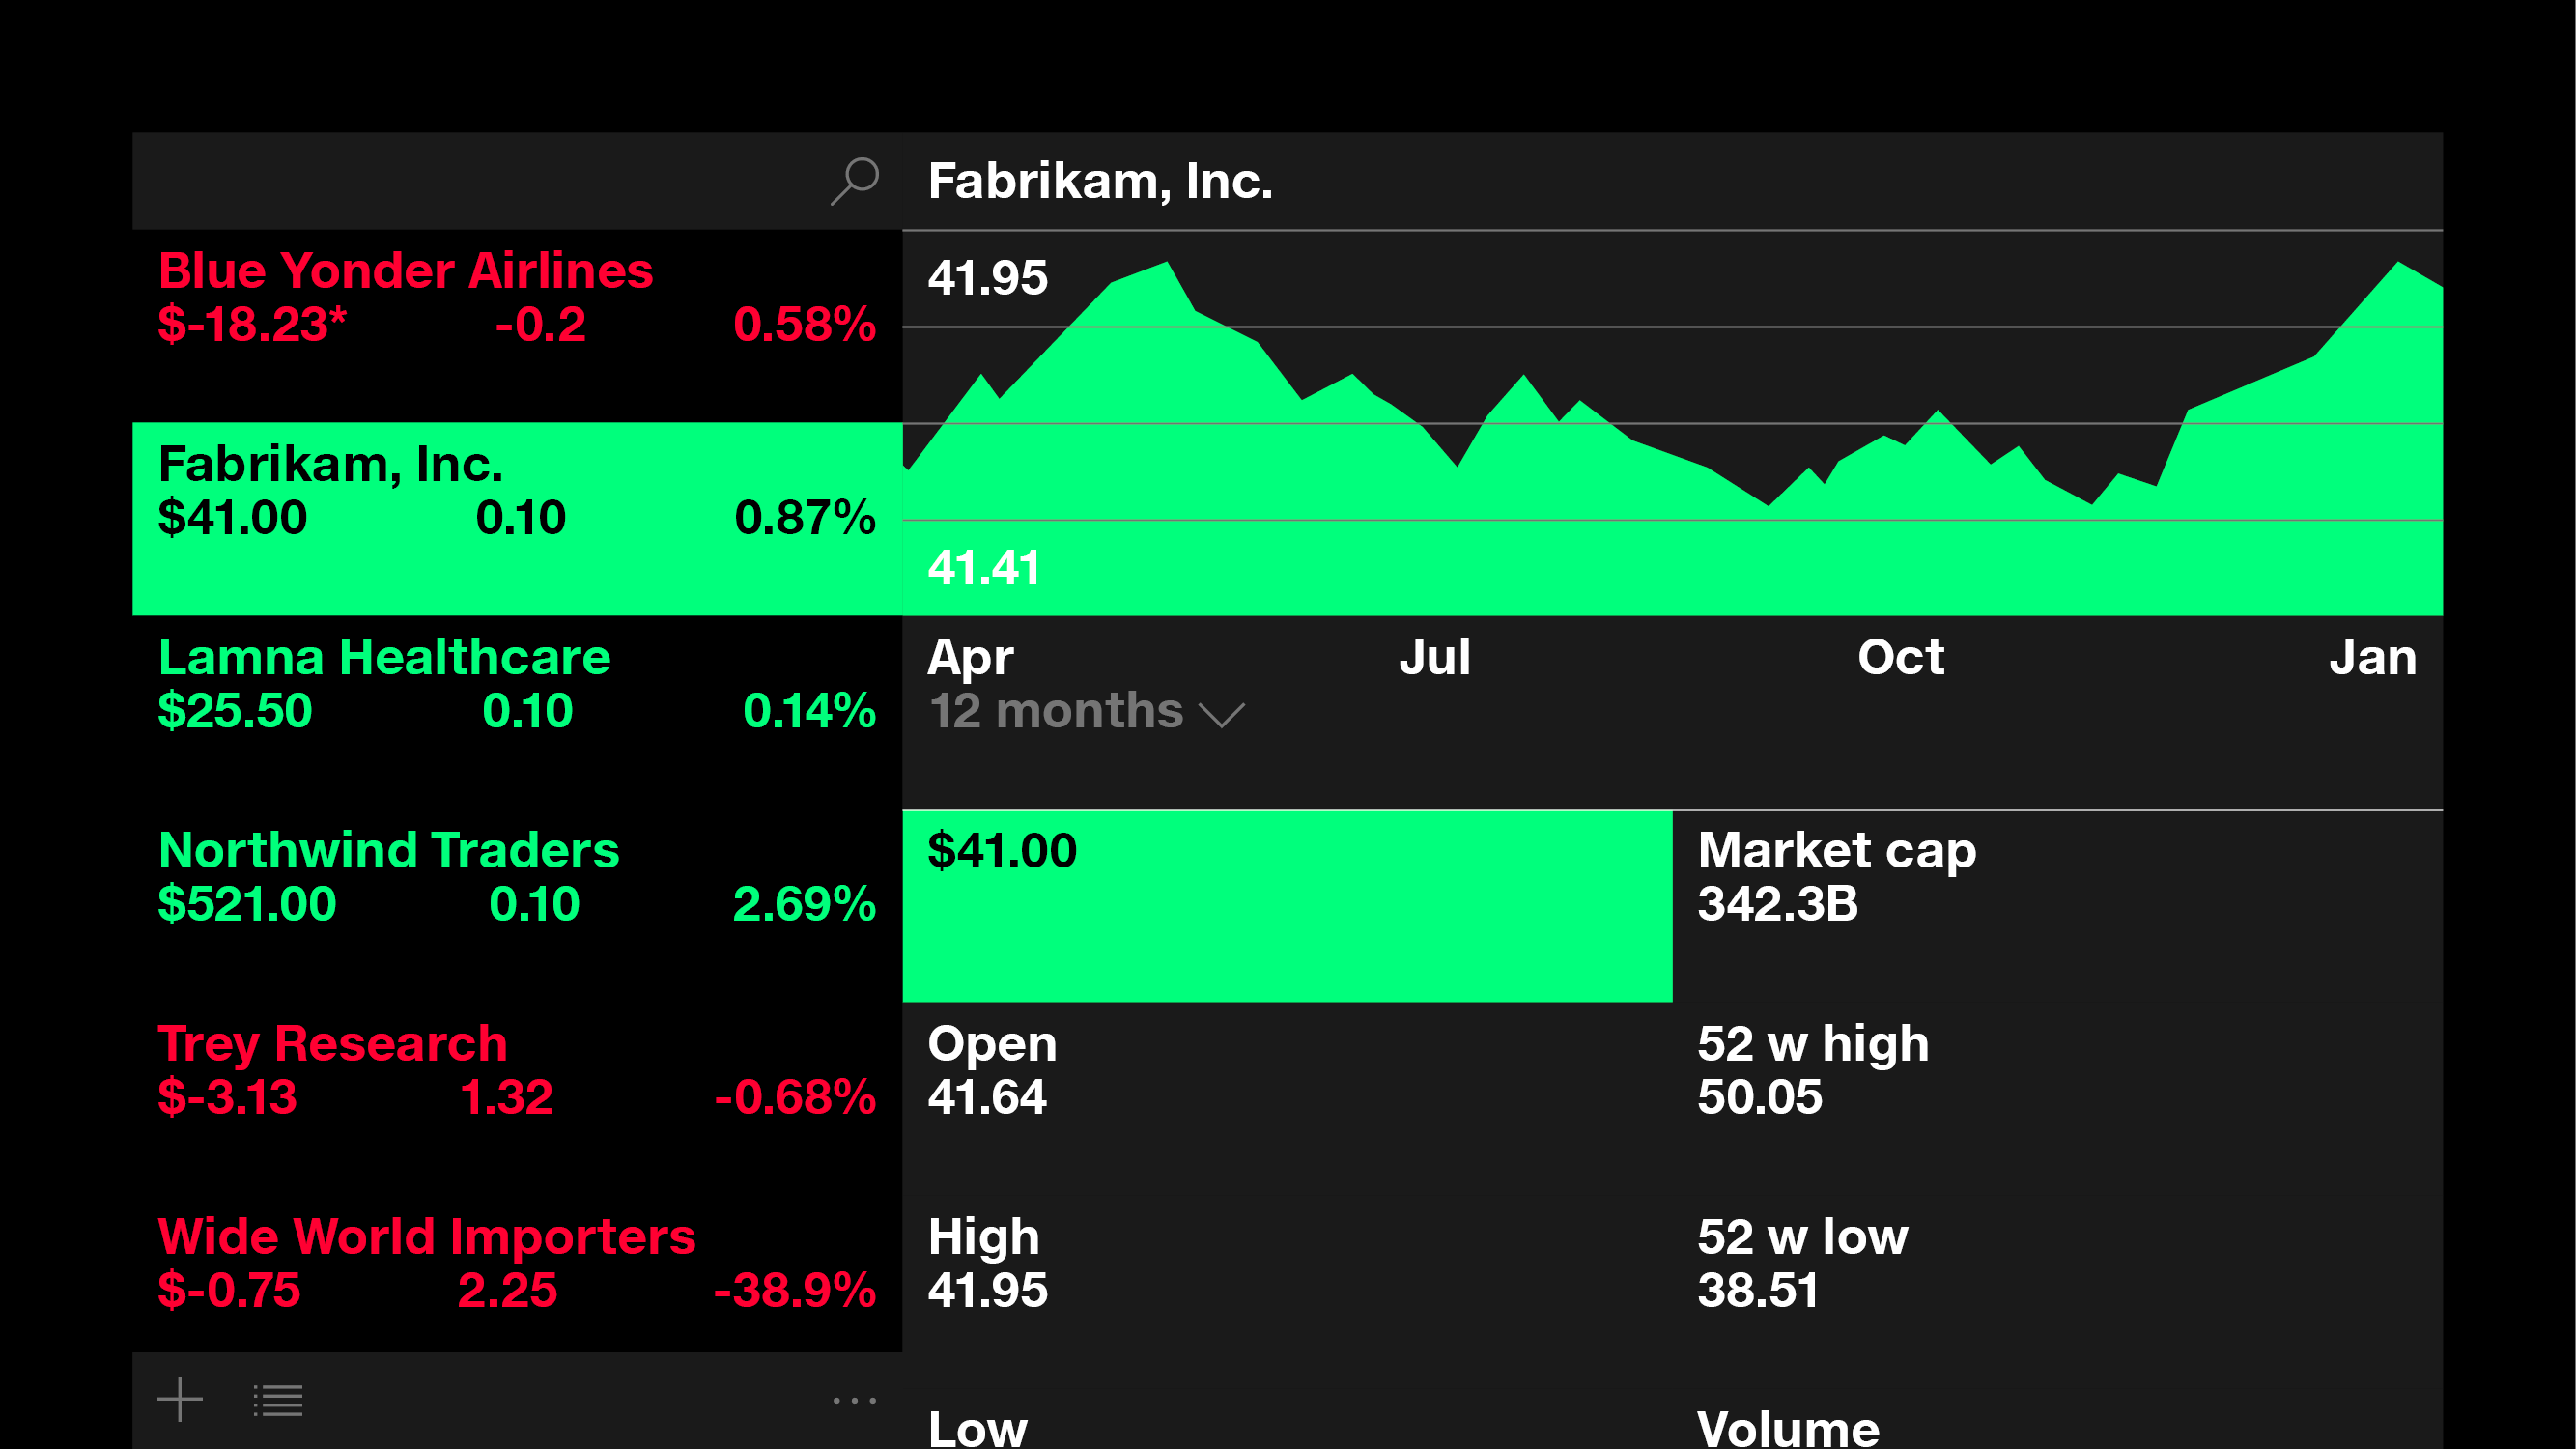 Blue Yonder Airlines
$-18.23* -0.2 0.58%
Fabrikam, Inc.
$41.00 0.10 0.87%
Lamna Healthcare
$25.50 0.10 0.14%
Northwind Traders
$521.00 0.10 2.69%
Trey Research
$-3.13 1.32 -0.68%
Wide World Importers
$-0.75 2.25 -38.9%
Fabrikam, Inc.
41.95
41.41
Apr Jul Oct Jan
12 months
$41.00
Market cap
342.3B
Open
41.64
52 w high
50.05
High
41.95
52 w low
38.51
Low
Volume